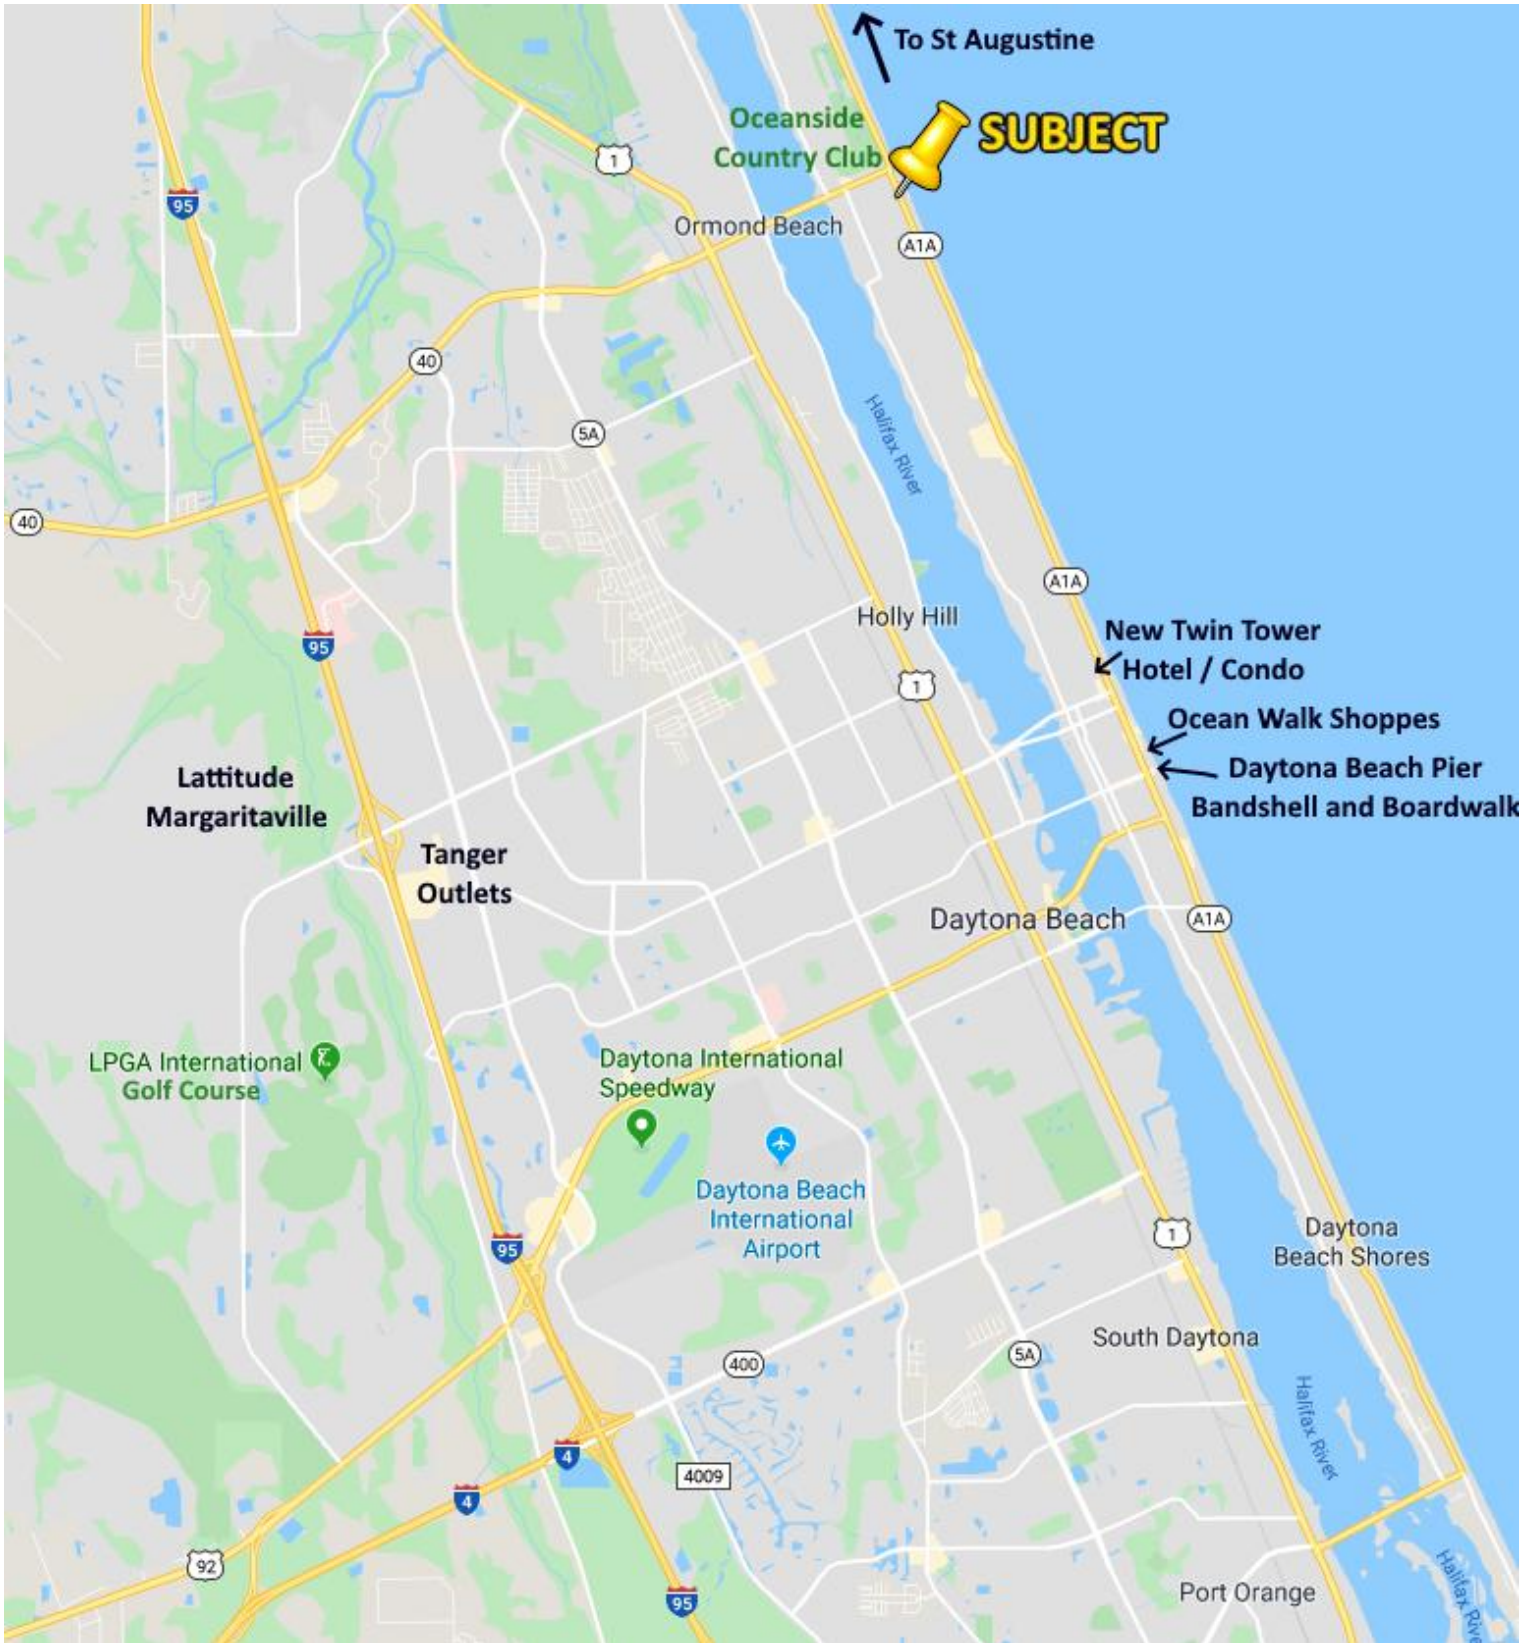 To St Augustine
Oceanside
Country Club
SUBJECT
1
95
Ormond Beach
A1A
40
5A
Halifax River
40
A1A
Holly Hill
New Twin Tower
Hotel / Condo
95
1
Ocean Walk Shoppes
Daytona Beach Pier
Bandshell and Boardwalk
Lattitude
Margaritaville
Tanger
Outlets
Daytona Beach
A1A
LPGA International
Golf Course
Daytona International
Speedway
Daytona Beach
International
Airport
95
1
Daytona
Beach Shores
South Daytona
400
5A
Halifax River
4
4009
4
92
95
Port Orange
Halifax Rive